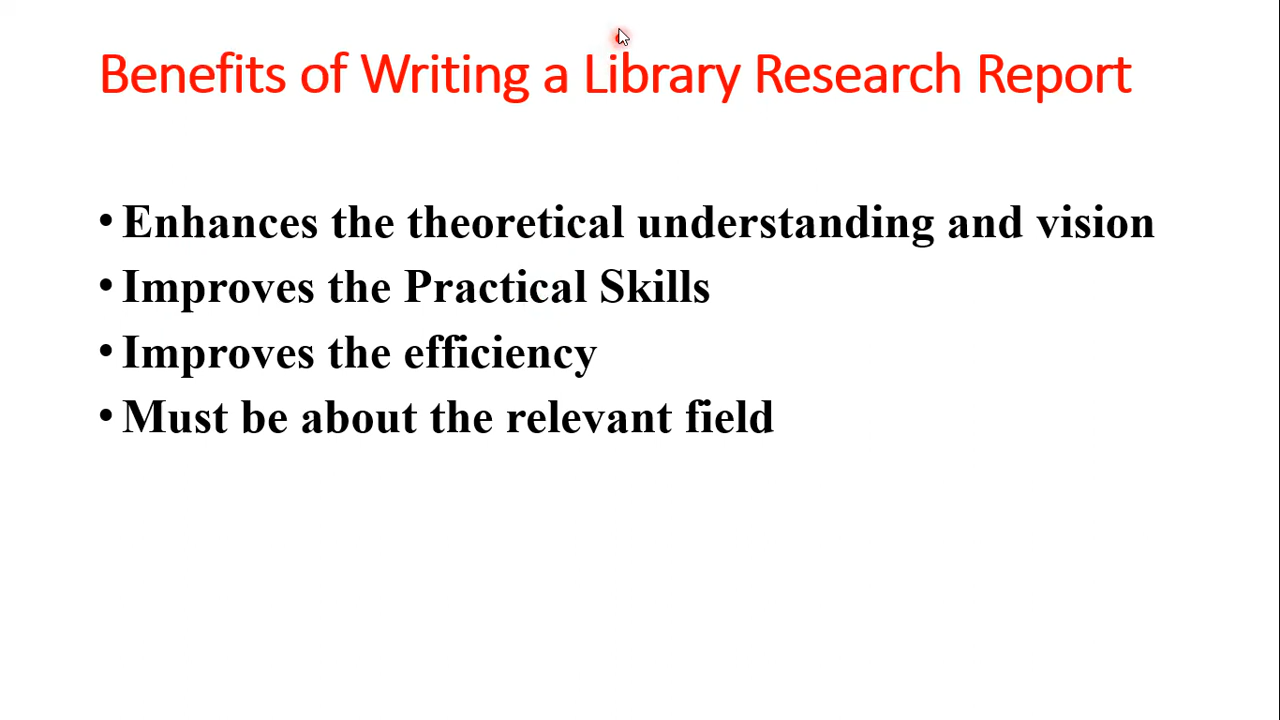 Benefits of Writing a Library Research Report
• Enhances the theoretical understanding and vision
• Improves the Practical Skills
• Improves the efficiency
• Must be about the relevant field